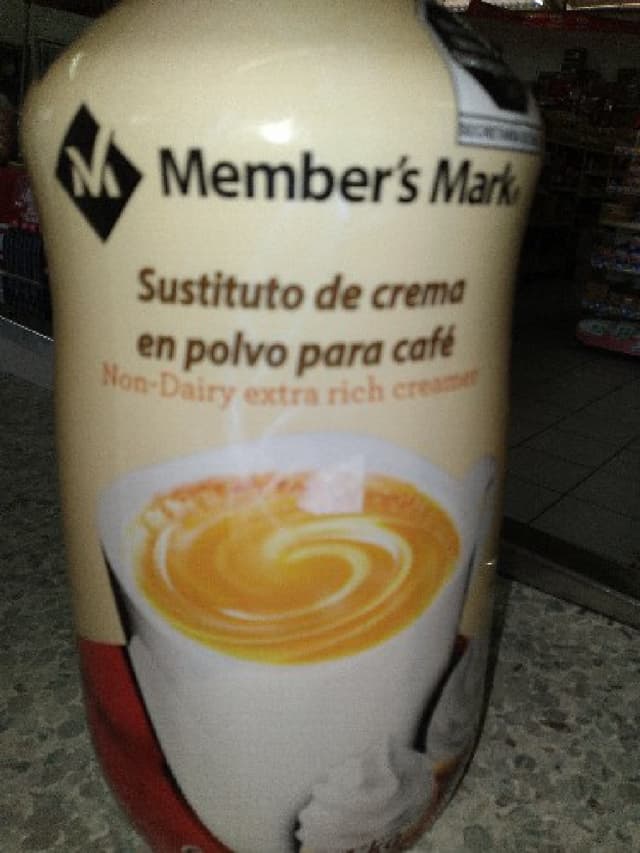 Member's Mark
Sustituto de crema
en polvo para café
Non-Dairy extra rich creamer